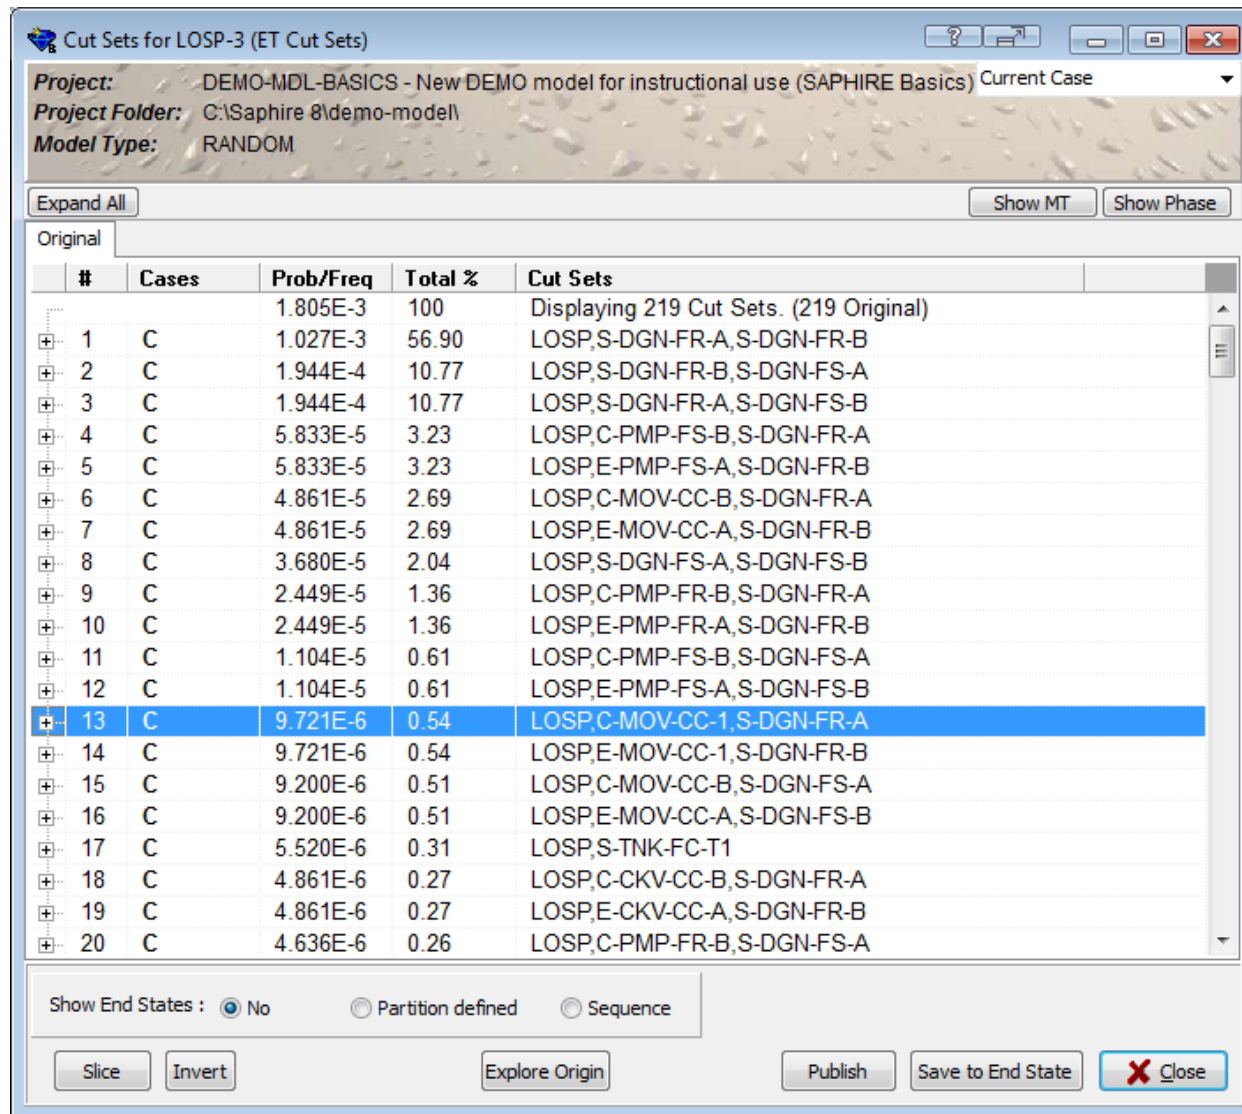 Cut Sets for LOSP-3 (ET Cut Sets)
Project: DEMO-MDL-BASICS - New DEMO model for instructional use (SAPHIRE Basics) Current Case
Project Folder: C:\Saphire 8\demo-model\
Model Type: RANDOM
Expand All Show MT Show Phase
Original
# Cases Prob/Freq Total % Cut Sets
1.805E-3 100 Displaying 219 Cut Sets. (219 Original)
1 C 1.027E-3 56.90 LOSP,S-DGN-FR-A,S-DGN-FR-B
2 C 1.944E-4 10.77 LOSP,S-DGN-FR-B,S-DGN-FS-A
3 C 1.944E-4 10.77 LOSP,S-DGN-FR-A,S-DGN-FS-B
4 C 5.833E-5 3.23 LOSP,C-PMP-FS-B,S-DGN-FR-A
5 C 5.833E-5 3.23 LOSP,E-PMP-FS-A,S-DGN-FR-B
6 C 4.861E-5 2.69 LOSP,C-MOV-CC-B,S-DGN-FR-A
7 C 4.861E-5 2.69 LOSP,E-MOV-CC-A,S-DGN-FR-B
8 C 3.680E-5 2.04 LOSP,S-DGN-FS-A,S-DGN-FS-B
9 C 2.449E-5 1.36 LOSP,C-PMP-FR-B,S-DGN-FR-A
10 C 2.449E-5 1.36 LOSP,E-PMP-FR-A,S-DGN-FR-B
11 C 1.104E-5 0.61 LOSP,C-PMP-FS-B,S-DGN-FS-A
12 C 1.104E-5 0.61 LOSP,E-PMP-FS-A,S-DGN-FS-B
13 C 9.721E-6 0.54 LOSP,C-MOV-CC-1,S-DGN-FR-A
14 C 9.721E-6 0.54 LOSP,E-MOV-CC-1,S-DGN-FR-B
15 C 9.200E-6 0.51 LOSP,C-MOV-CC-B,S-DGN-FS-A
16 C 9.200E-6 0.51 LOSP,E-MOV-CC-A,S-DGN-FS-B
17 C 5.520E-6 0.31 LOSP,S-TNK-FC-T1
18 C 4.861E-6 0.27 LOSP,C-CKV-CC-B,S-DGN-FR-A
19 C 4.861E-6 0.27 LOSP,E-CKV-CC-A,S-DGN-FR-B
20 C 4.636E-6 0.26 LOSP,C-PMP-FR-B,S-DGN-FS-A
Show End States : No Partition defined Sequence
Slice Invert Explore Origin Publish Save to End State Close